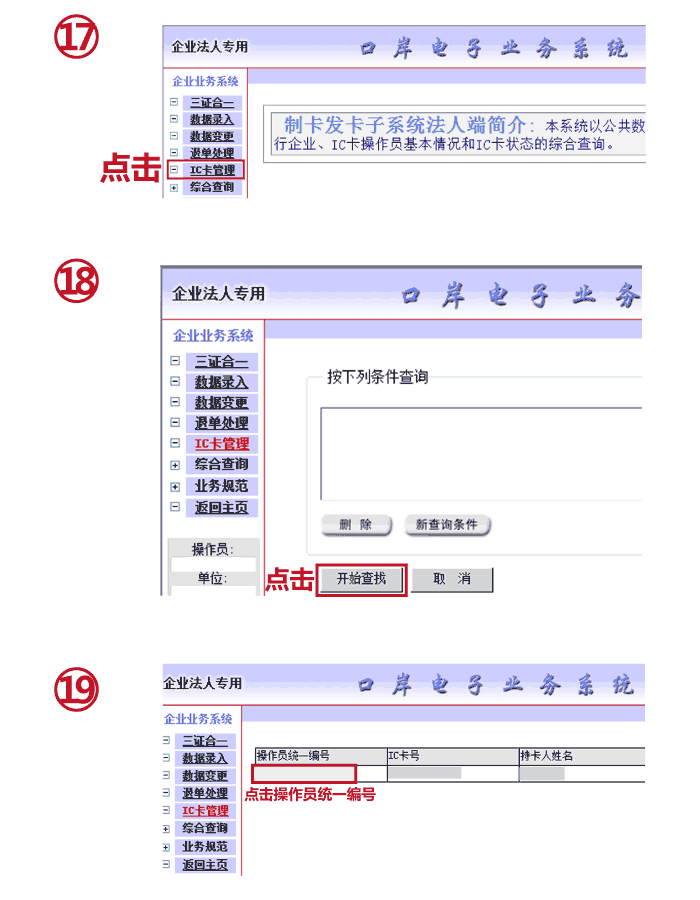 ⑰
企业法人专用
口岸电子业务系统
企业业务系统
三证合一
数据录入
制卡发卡子系统法人端简介：本系统以公共数
数据变更
行企业、IC卡操作员基本情况和IC卡状态的综合查询。
退单处理
点击
IC卡管理
综合查询
⑱
企业法人专用
口岸电子业务
企业业务系统
三证合一
按下列条件查询
数据录入
数据变更
退单处理
IC卡管理
综合查询
业务规范
返回主页
删 除
新查询条件
操作员:
单位:
点击
开始查找
取 消
⑲
企业法人专用
口岸电子业务系统
企业业务系统
三证合一
操作员统一编号 IC卡号 持卡人姓名
数据录入
数据变更
退单处理
点击操作员统一编号
IC卡管理
综合查询
业务规范
返回主页